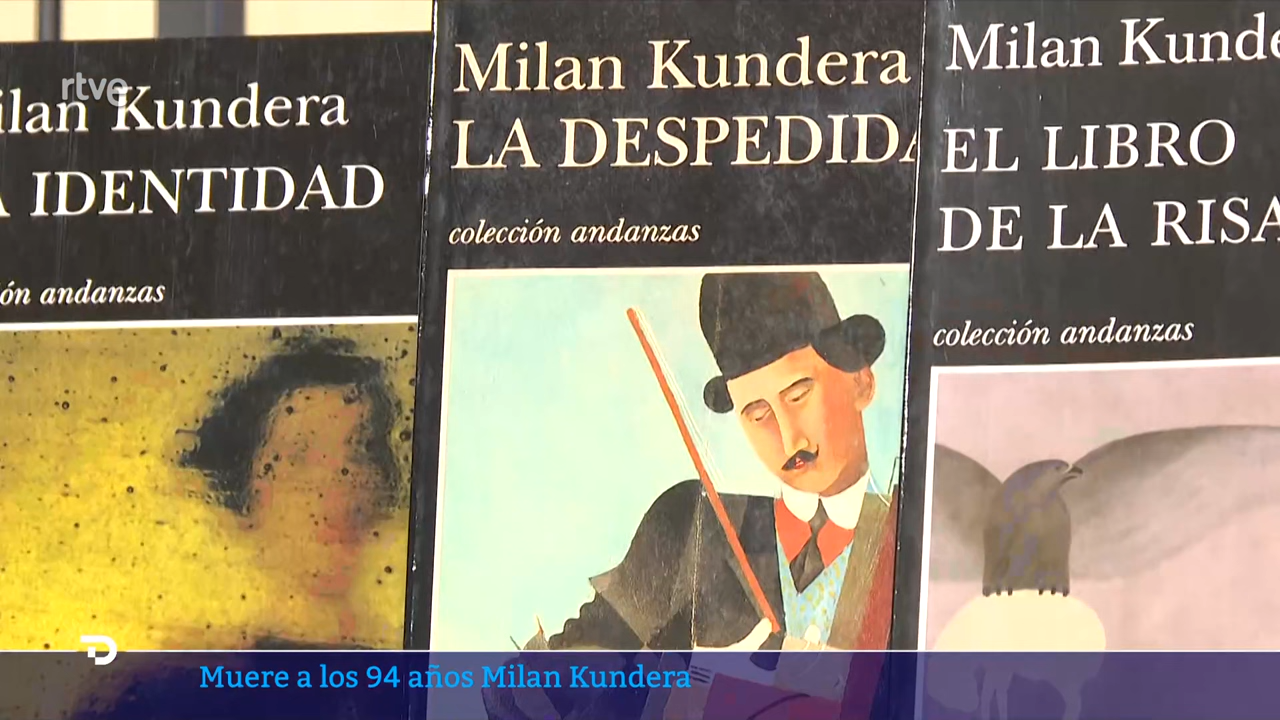 rtve
ilan Kundera
A IDENTIDAD
ión andanzas
Milan Kundera
LA DESPEDIDA
colección andanzas
Milan Kunde
EL LIBRO
DE LA RISA
colección andanzas
Muere a los 94 años Milan Kundera